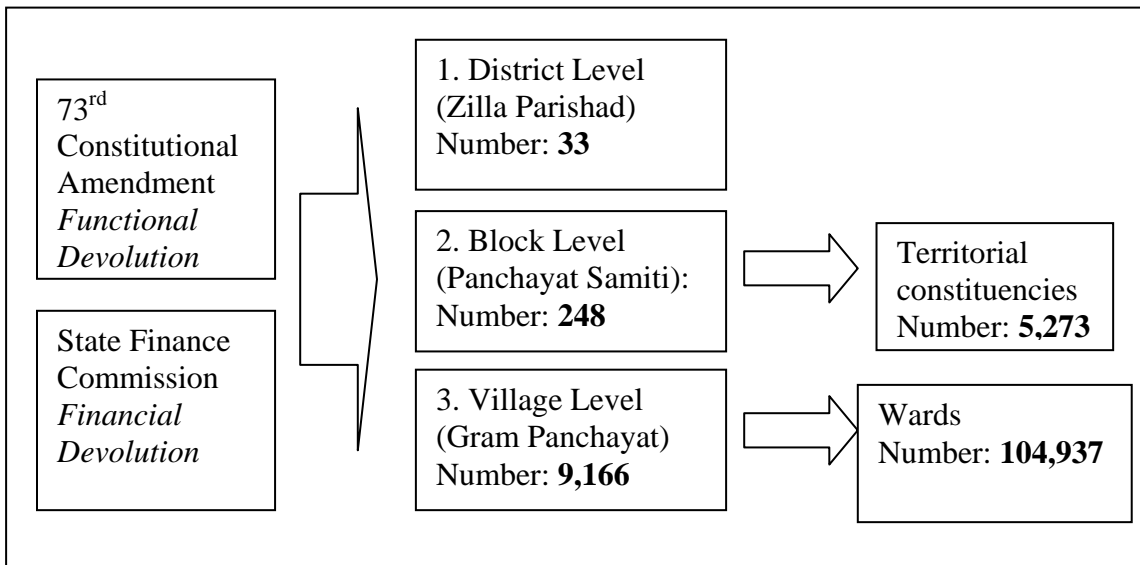 73rd
Constitutional
Amendment
Functional
Devolution
State Finance
Commission
Financial
Devolution
1. District Level
(Zilla Parishad)
Number: 33
2. Block Level
(Panchayat Samiti):
Number: 248
3. Village Level
(Gram Panchayat)
Number: 9,166
Territorial
constituencies
Number: 5,273
Wards
Number: 104,937